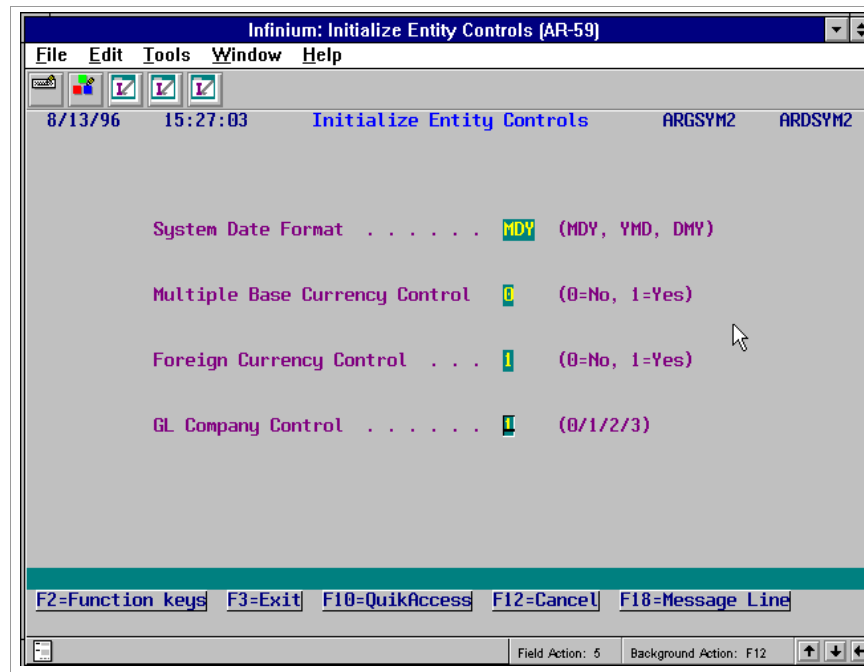 Infinium: Initialize Entity Controls (AR-59)
File Edit Tools Window Help
8/13/96 15:27:03 Initialize Entity Controls ARGSYM2 ARDSYM2
System Date Format . . . . . . MDY (MDY, YMD, DMY)
Multiple Base Currency Control 0 (0=No, 1=Yes)
Foreign Currency Control . . . 1 (0=No, 1=Yes)
GL Company Control . . . . . . 1 (0/1/2/3)
F2=Function keys F3=Exit F10=QuikAccess F12=Cancel F18=Message Line
Field Action: 5 Background Action: F12